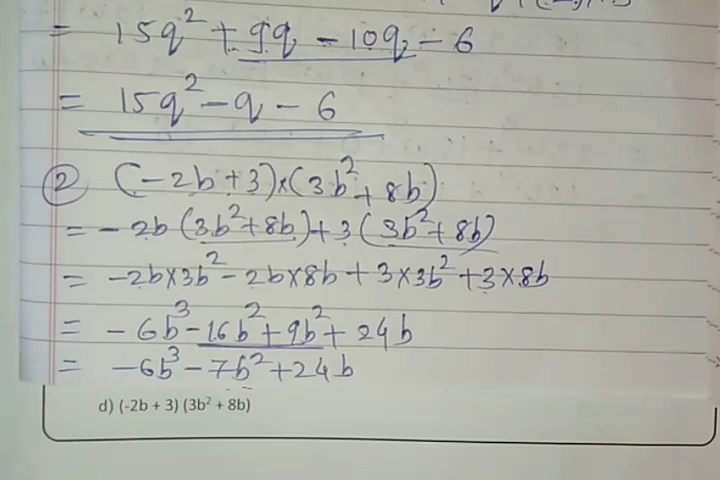 = 15q² + 9q - 10q - 6
= 15q² - q - 6
② (-2b + 3)×(3b² + 8b)
= -2b (3b² + 8b) + 3 (3b² + 8b)
= -2b×3b² - 2b×8b + 3×3b² + 3×8b
= -6b³ - 16b² + 9b² + 24b
= -6b³ - 7b² + 24b
d) (-2b + 3) (3b² + 8b)